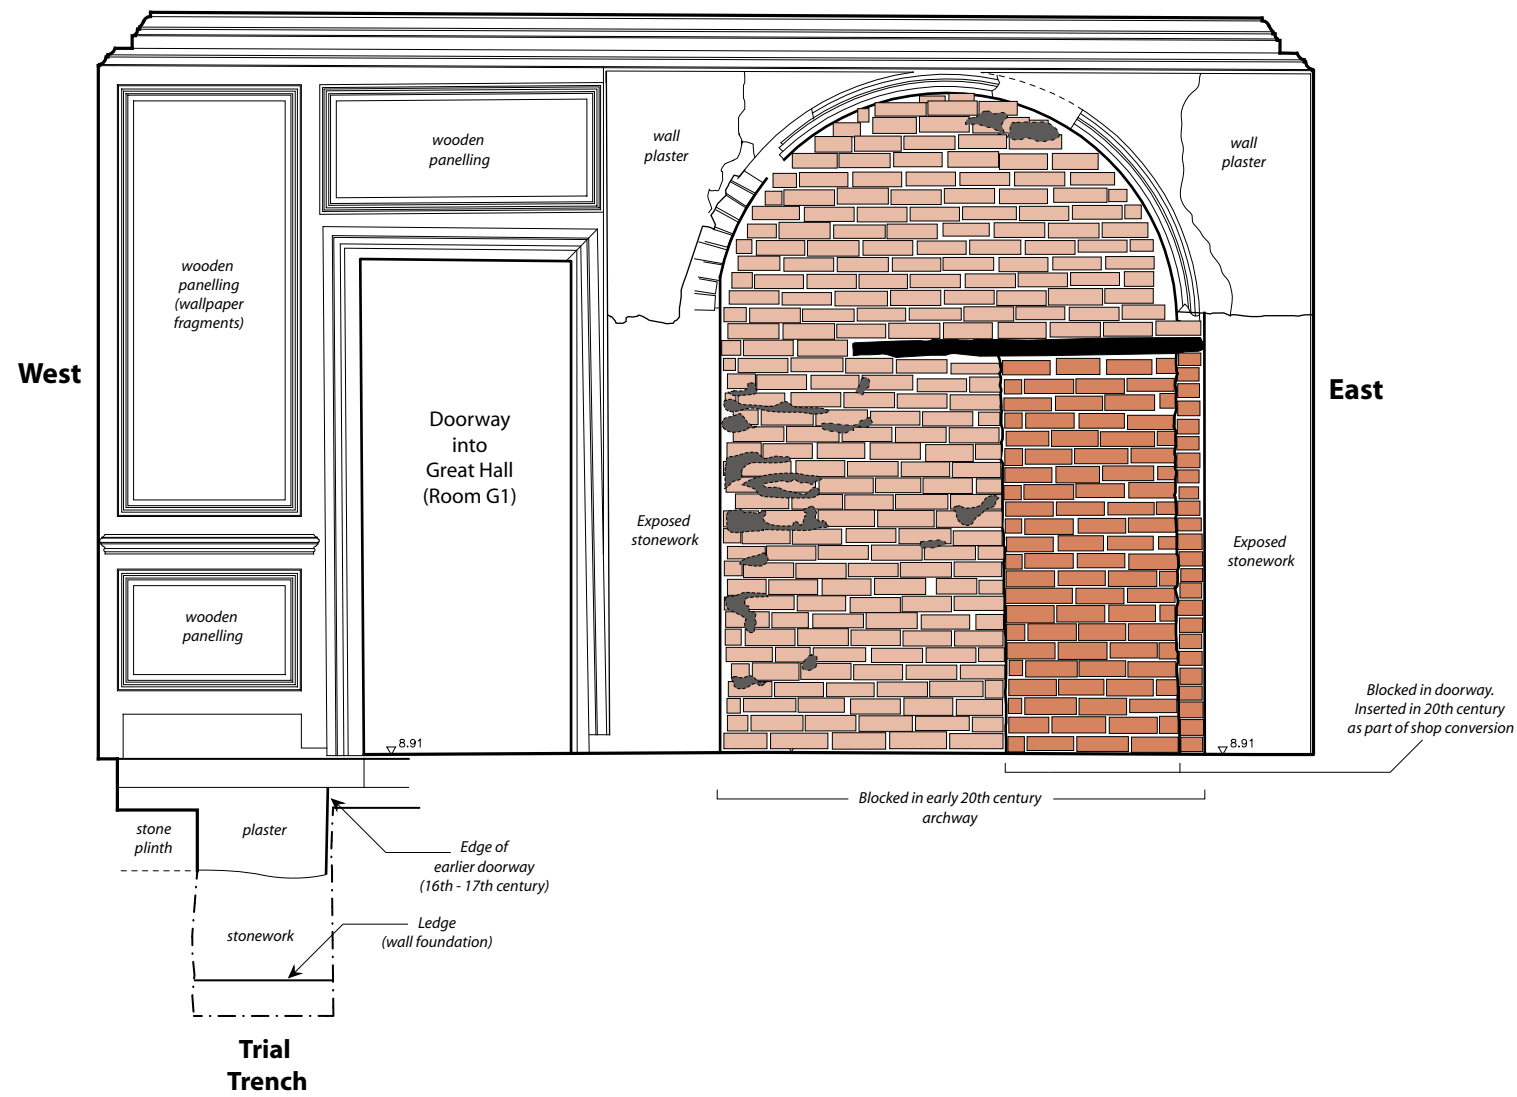 wooden
panelling
wall
plaster
wall
plaster
wooden
panelling
(wallpaper
fragments)
West
East
Doorway
into
Great Hall
(Room G1)
Exposed
stonework
Exposed
stonework
wooden
panelling
Blocked in doorway.
Inserted in 20th century
as part of shop conversion
8.91
8.91
Blocked in early 20th century
archway
stone
plinth
plaster
Edge of
earlier doorway
(16th - 17th century)
Ledge
(wall foundation)
stonework
Trial
Trench